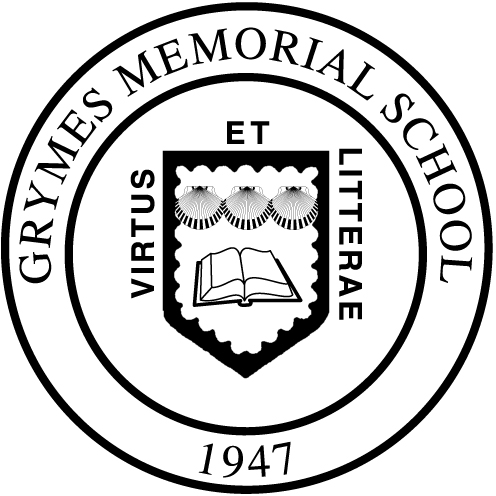 GRYMES MEMORIAL SCHOOL
VIRTUS
ET
LITTERAE
1947